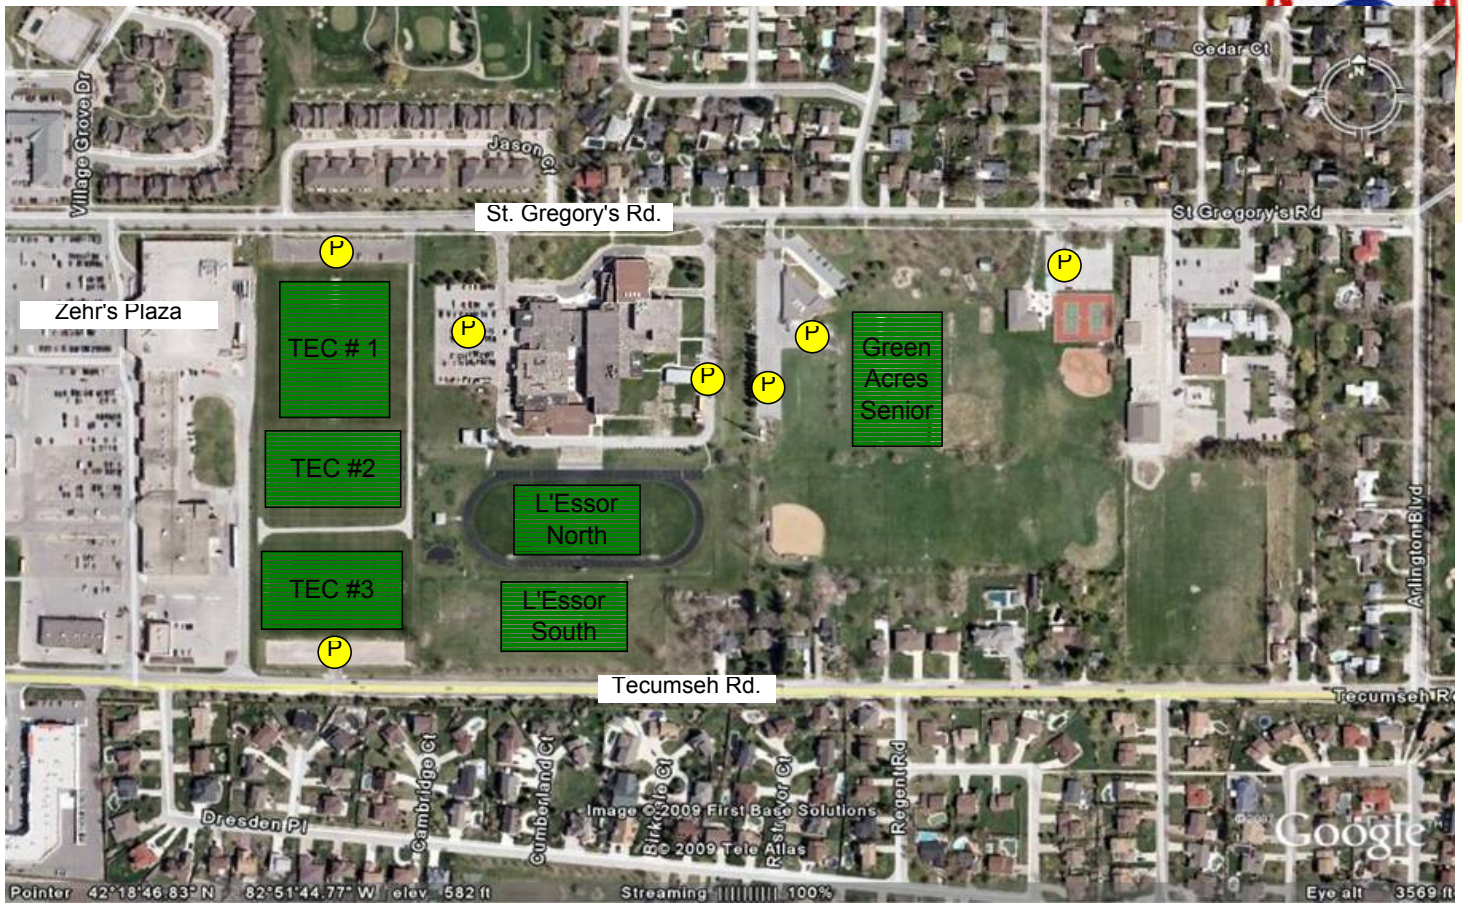 Cedar Ct
N
Village Grove Dr
Jason Ct
St. Gregory's Rd.
St Gregory's Rd
P
P
Zehr's Plaza
P
P
P
P
TEC # 1
Green
Acres
Senior
TEC #2
L'Essor
North
Arlington Blvd
TEC #3
L'Essor
South
P
Tecumseh Rd.
Tecumseh R
Cambridge Ct
Cumberland Ct
Regent Rd
Dresden Pl
Image © 2009 First Base Solutions
© 2009 Tele Atlas
©2007 Google™
Pointer 42°18'46.83" N 82°51'44.77" W elev 582 ft Streaming |||||||||| 100% Eye alt 3569 ft